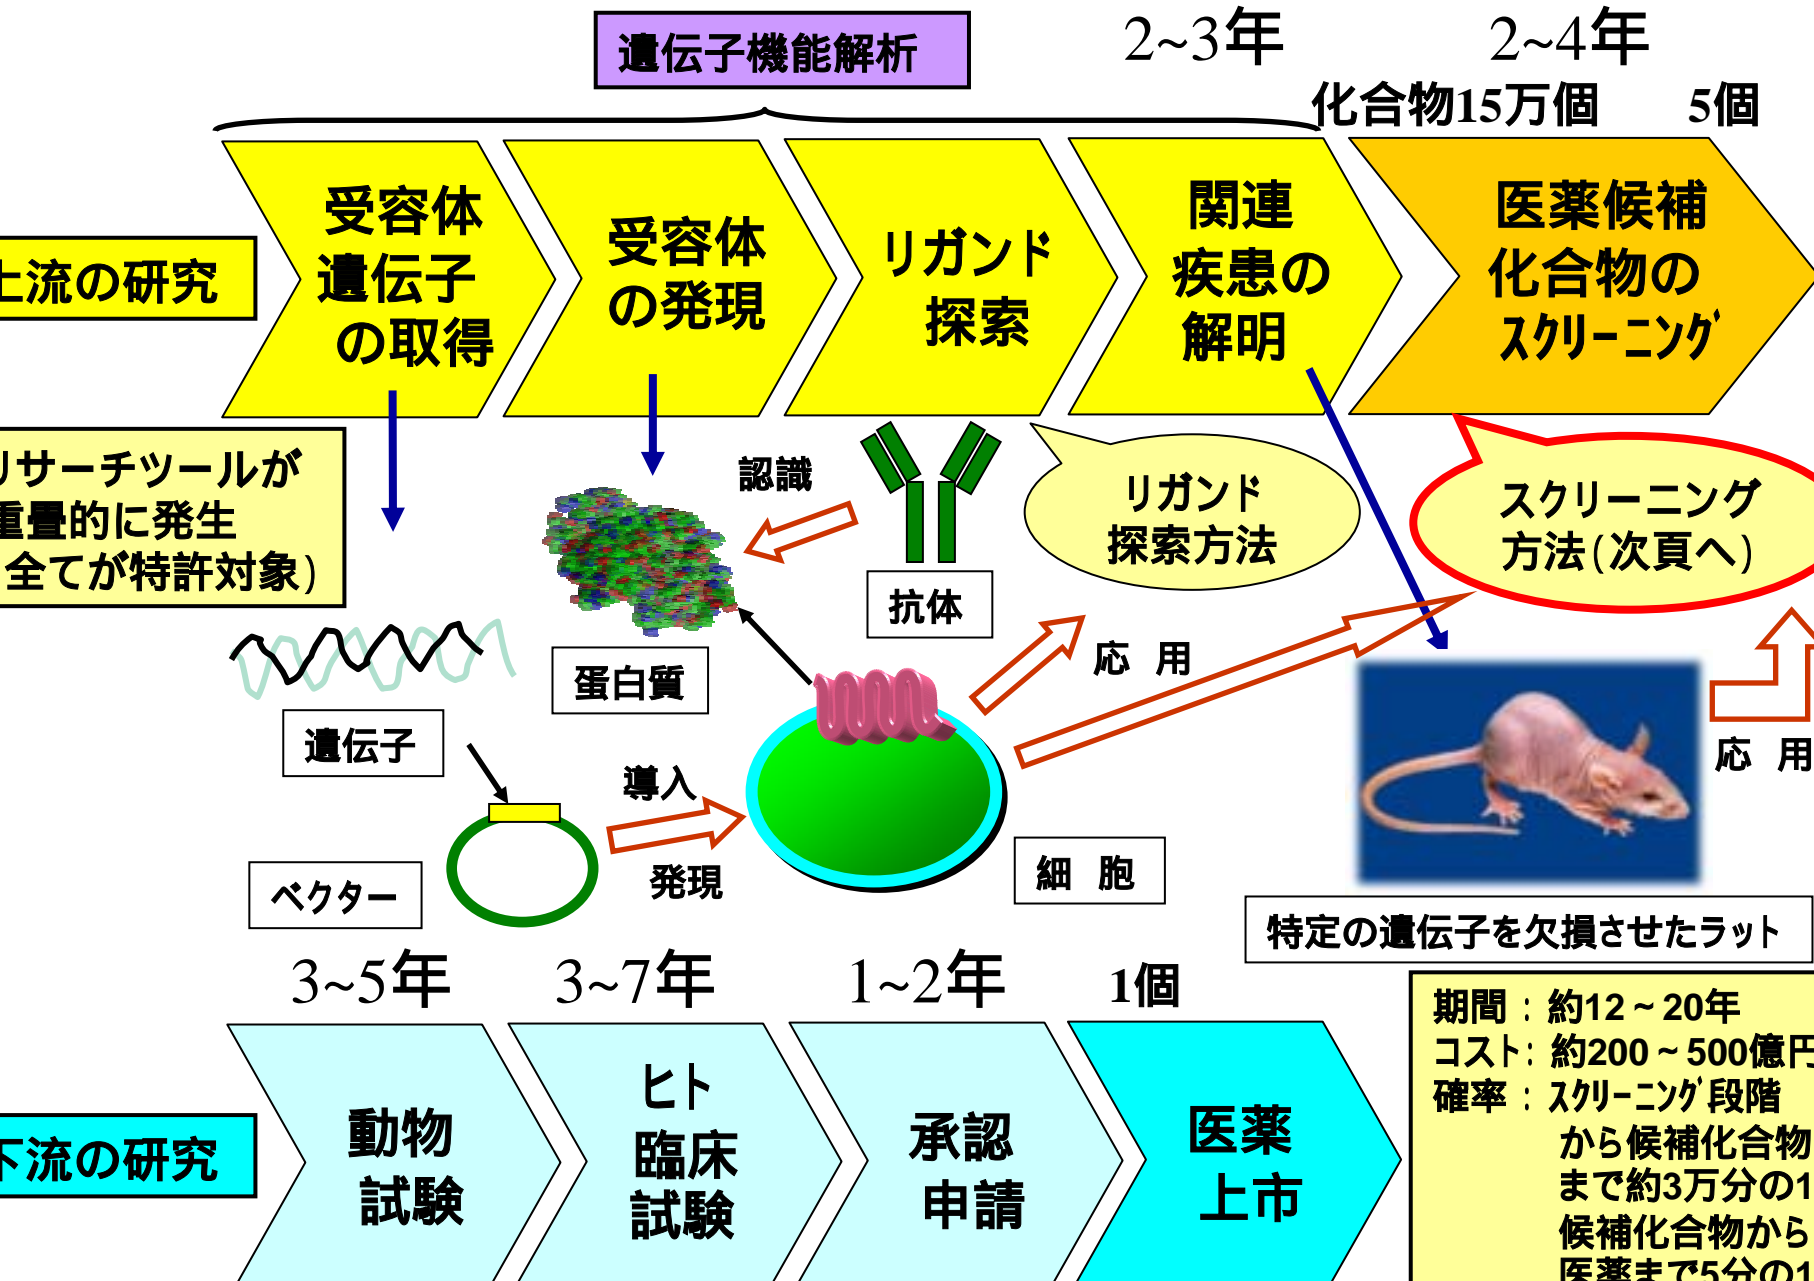 遺伝子機能解析
2~3年
2~4年
化合物15万個
5個
上流の研究
受容体
遺伝子
の取得
受容体
の発現
リガンド
探索
関連
疾患の
解明
医薬候補
化合物の
スクリーニング
リサーチツールが
重畳的に発生
全てが特許対象)
認識
抗体
リガンド
探索方法
スクリーニング
方法(次頁へ)
蛋白質
応 用
遺伝子
導入
発現
ベクター
細 胞
応 用
特定の遺伝子を欠損させたラット
3~5年
3~7年
1~2年
1個
下流の研究
動物
試験
ヒト
臨床
試験
承認
申請
医薬
上市
期間：約12～20年
コスト：約200～500億円
確率：スクリーニング段階
から候補化合物
まで約3万分の1
候補化合物から
医薬まで5分の1